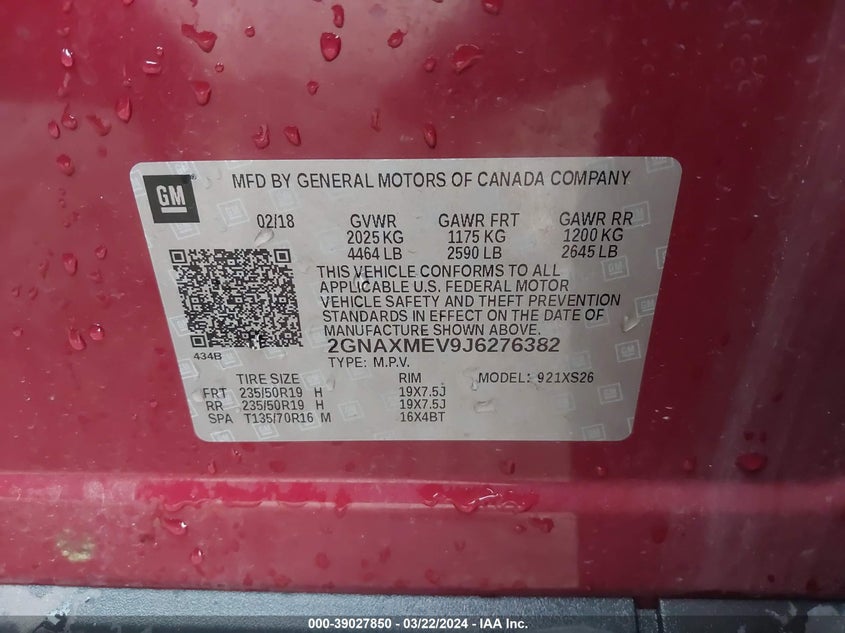 GM
MFD BY GENERAL MOTORS OF CANADA COMPANY
02/18 GVWR GAWR FRT GAWR RR
2025 KG 1175 KG 1200 KG
4464 LB 2590 LB 2645 LB
THIS VEHICLE CONFORMS TO ALL
APPLICABLE U.S. FEDERAL MOTOR
VEHICLE SAFETY AND THEFT PREVENTION
STANDARDS IN EFFECT ON THE DATE OF
MANUFACTURE SHOWN ABOVE.
434B 2GNAXMEV9J6276382
TYPE: M.P.V.
TIRE SIZE RIM MODEL: 921XS26
FRT 235/50R19 H 19X7.5J
RR 235/50R19 H 19X7.5J
SPA T135/70R16 M 16X4BT
000-39027850 / 03/22/2024 - IAA Inc.